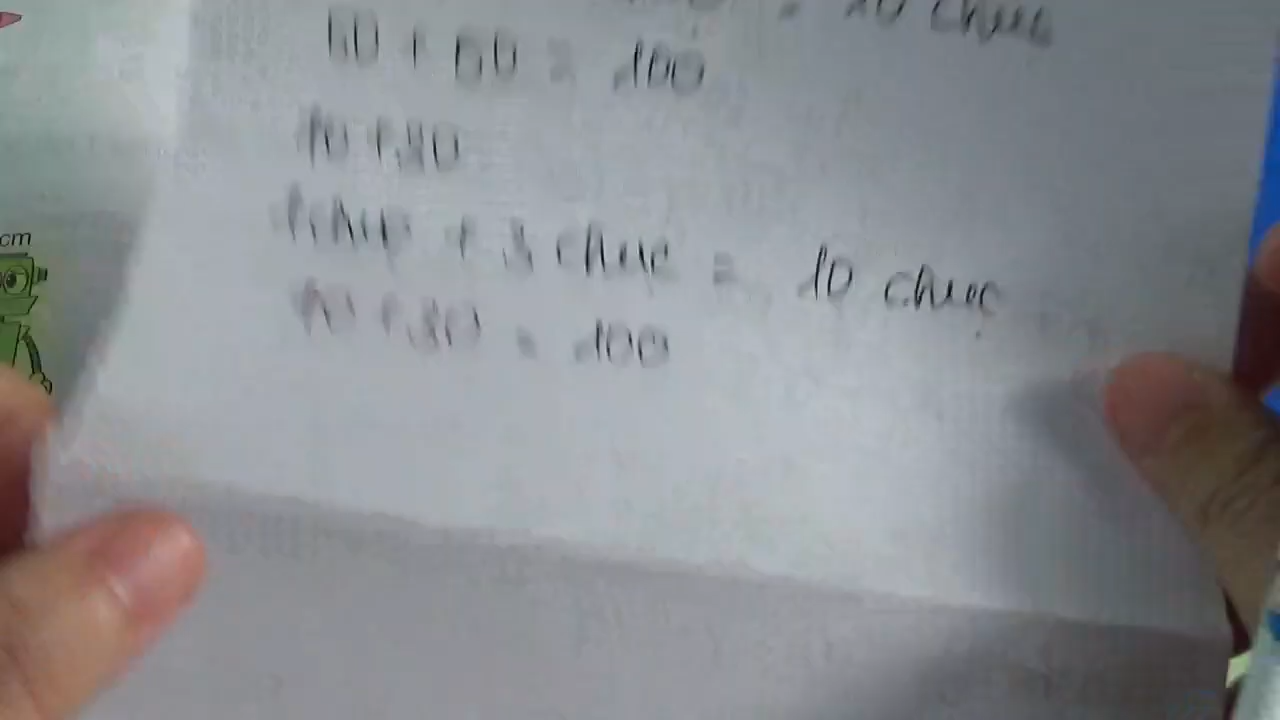 = 10 chục
50 + 50 = 100
70 + 30
7 chục + 3 chục = 10 chục
70 + 30 = 100
cm